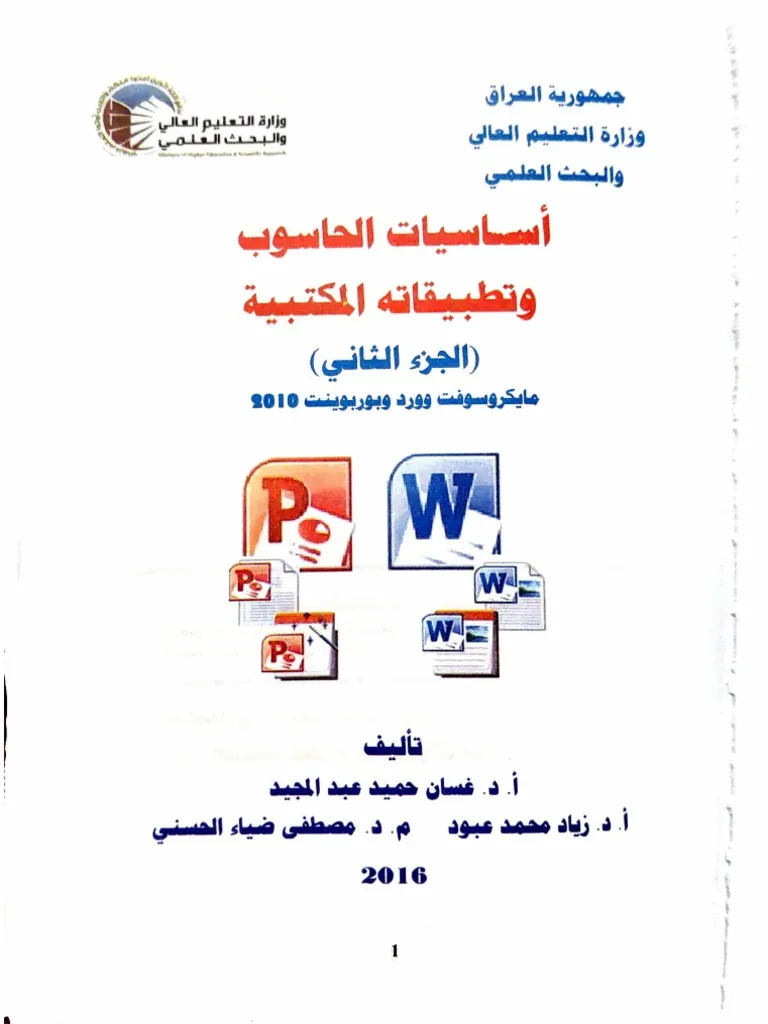 جمهورية العراق
وزارة التعليم العالي
والبحث العلمي
وزارة التعليم العالي
والبحث العلمي
Ministry of Higher Education & Scientific Research
أساسيات الحاسوب
وتطبيقاته المكتبية
(الجزء الثاني)
مايكروسوفت وورد وبوربوينت 2010
P W
P W
P W
تأليف
أ. د. غسان حميد عبد المجيد
أ. د. زياد محمد عبود م. د. مصطفى ضياء الحسني
2016
1